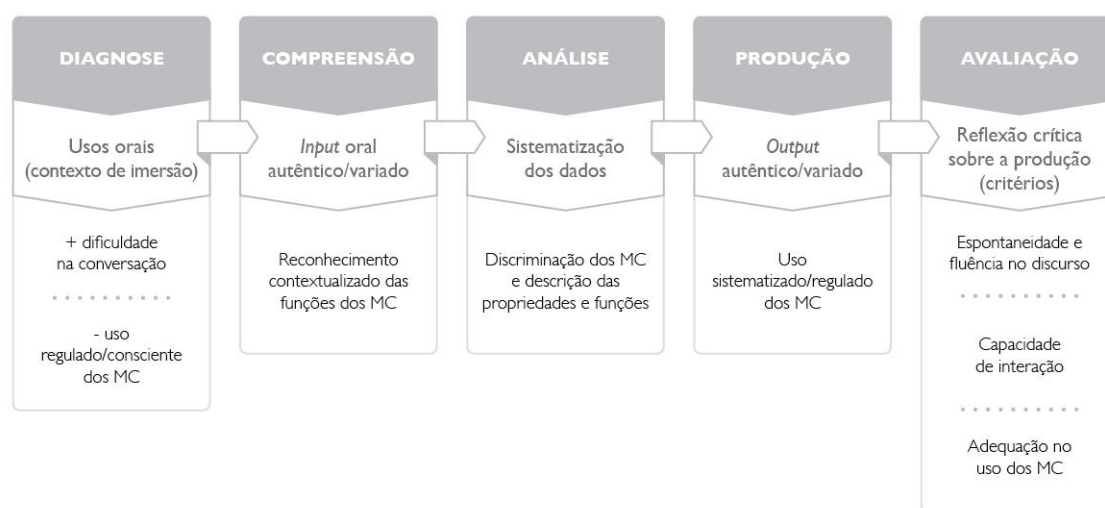 DIAGNOSE
Usos orais
(contexto de imersão)
+ dificuldade
na conversação
- uso
regulado/consciente
dos MC
COMPREENSÃO
Input oral
autêntico/variado
Reconhecimento
contextualizado das
funções dos MC
ANÁLISE
Sistematização
dos dados
Discriminação dos MC
e descrição das
propriedades e funções
PRODUÇÃO
Output
autêntico/variado
Uso
sistematizado/regulado
dos MC
AVALIAÇÃO
Reflexão crítica
sobre a produção
(critérios)
Espontaneidade e
fluência no discurso
Capacidade
de interação
Adequação no
uso dos MC